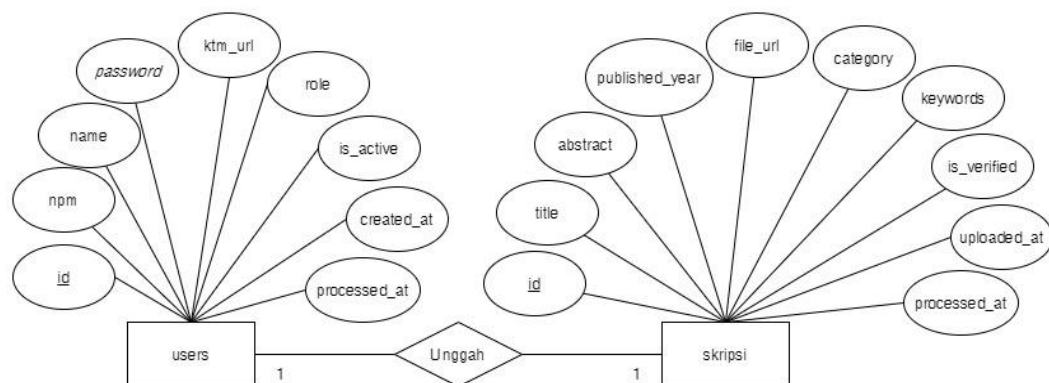 ktm_url
password
role
name
is_active
npm
created_at
id
processed_at
users
1
Unggah
file_url
category
published_year
keywords
abstract
is_verified
title
uploaded_at
id
processed_at
1
skripsi